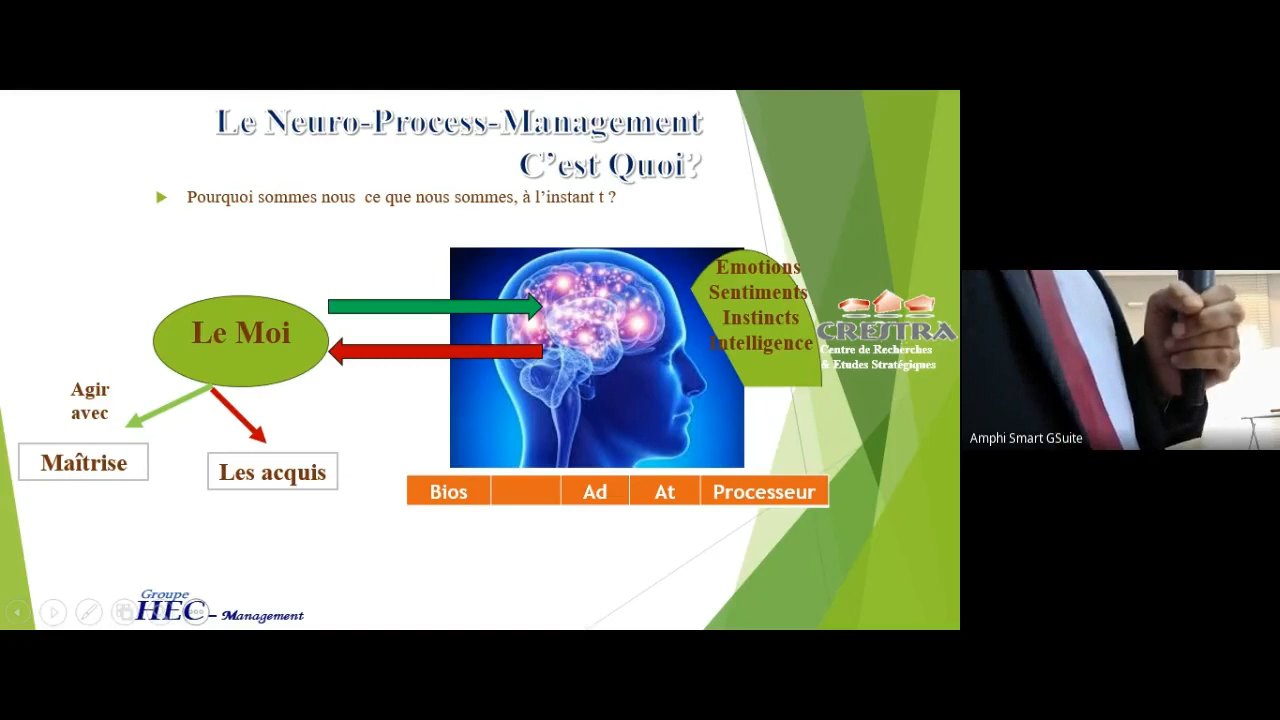 Le Neuro-Process-Management
C'est Quoi?
Pourquoi sommes nous ce que nous sommes, à l'instant t ?
Le Moi
Emotions
Sentiments
Instincts
Intelligence
CRESTRA
Centre de Recherches
& Etudes Stratégiques
Agir
avec
Maîtrise
Les acquis
Bios Ad At Processeur
Amphi Smart GSuite
Groupe
HEC - Management